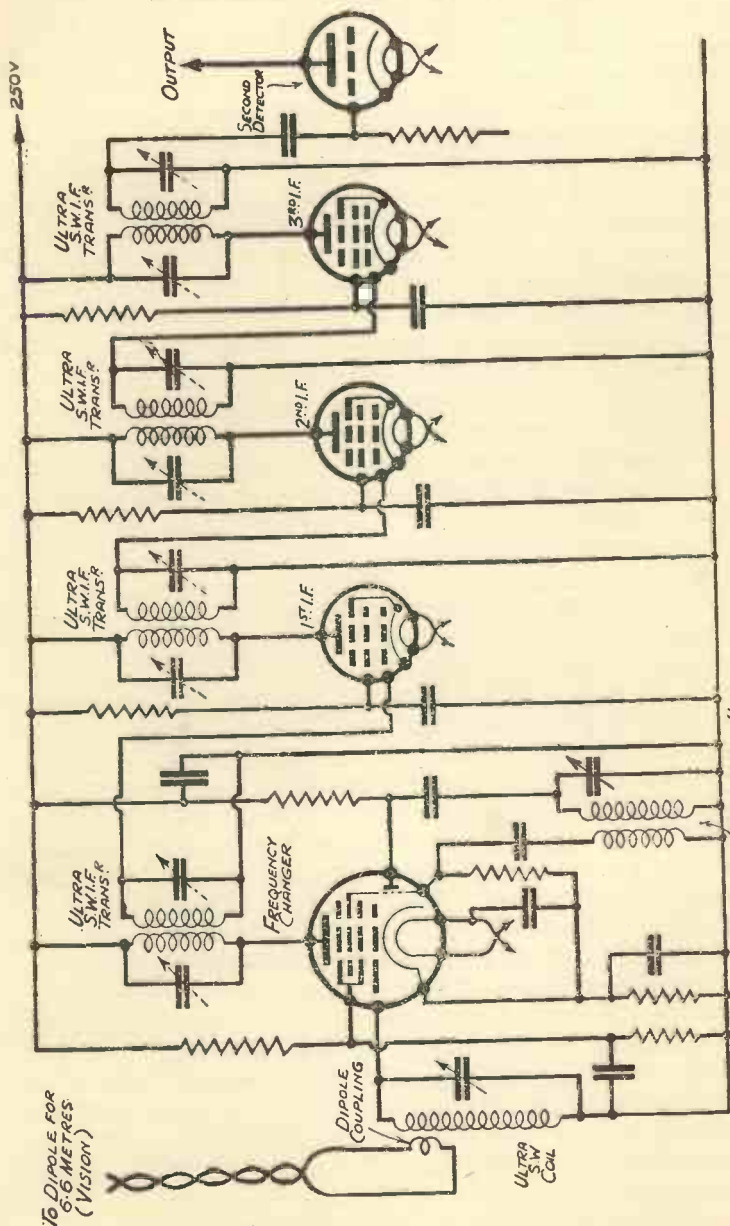 To DIPOLE FOR
6·6 METRES
(VISION)
DIPOLE
COUPLING
ULTRA
SW
COIL
ULTRA
S.W.I.F.
TRANS'R
FREQUENCY
CHANGER
ULTRA
S.W.I.F.
TRANS'R
1ST I.F.
ULTRA
S.W.I.F.
TRANS'R
2ND I.F.
ULTRA
S.W.I.F.
TRANS'R
3RD I.F.
SECOND
DETECTOR
OUTPUT
250V